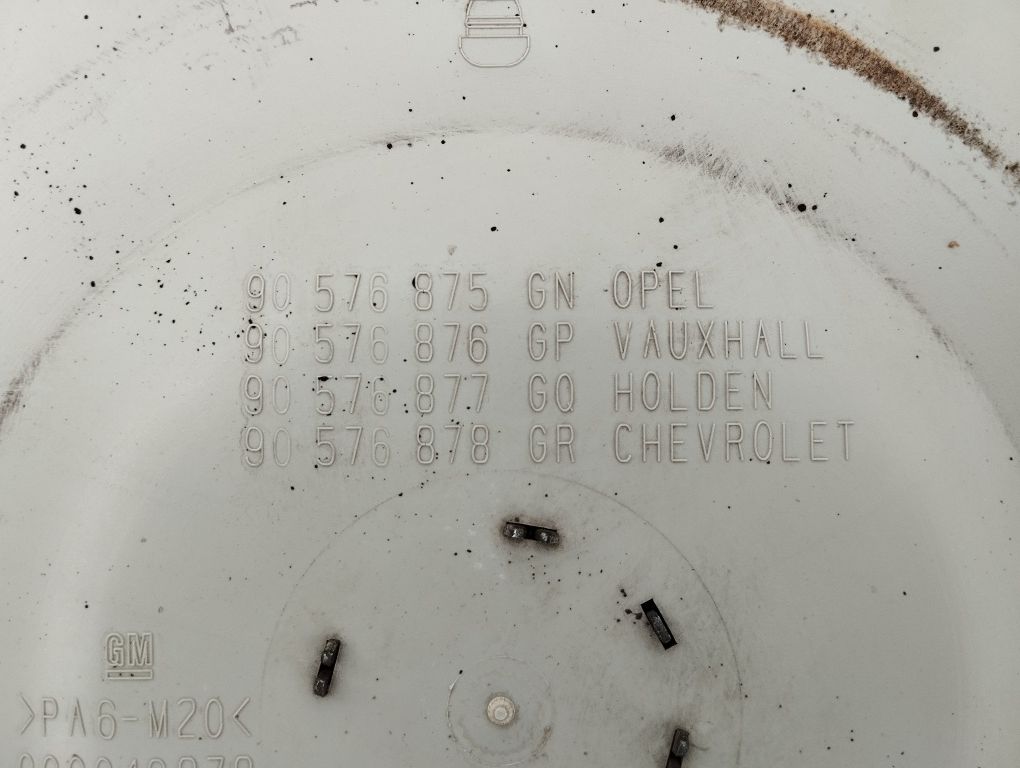 90 576 875 GN OPEL
90 576 876 GP VAUXHALL
90 576 877 GQ HOLDEN
90 576 878 GR CHEVROLET
GM
>PA6-M20<